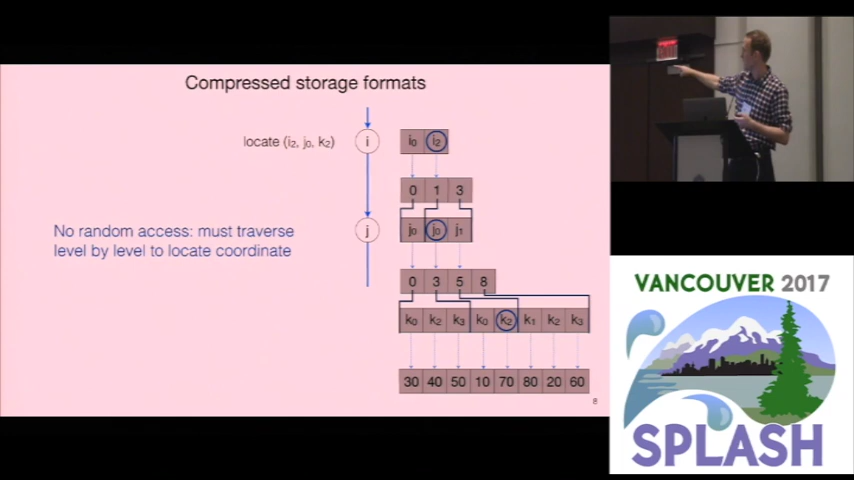 Compressed storage formats
locate (i2, j0, k2)
i
i0 i2
0 1 3
No random access: must traverse
level by level to locate coordinate
j
j0 j0 j1
0 3 5 8
k0 k2 k3 k0 k2 k1 k2 k3
30 40 50 10 70 80 20 60
8
VANCOUVER 2017
SPLASH